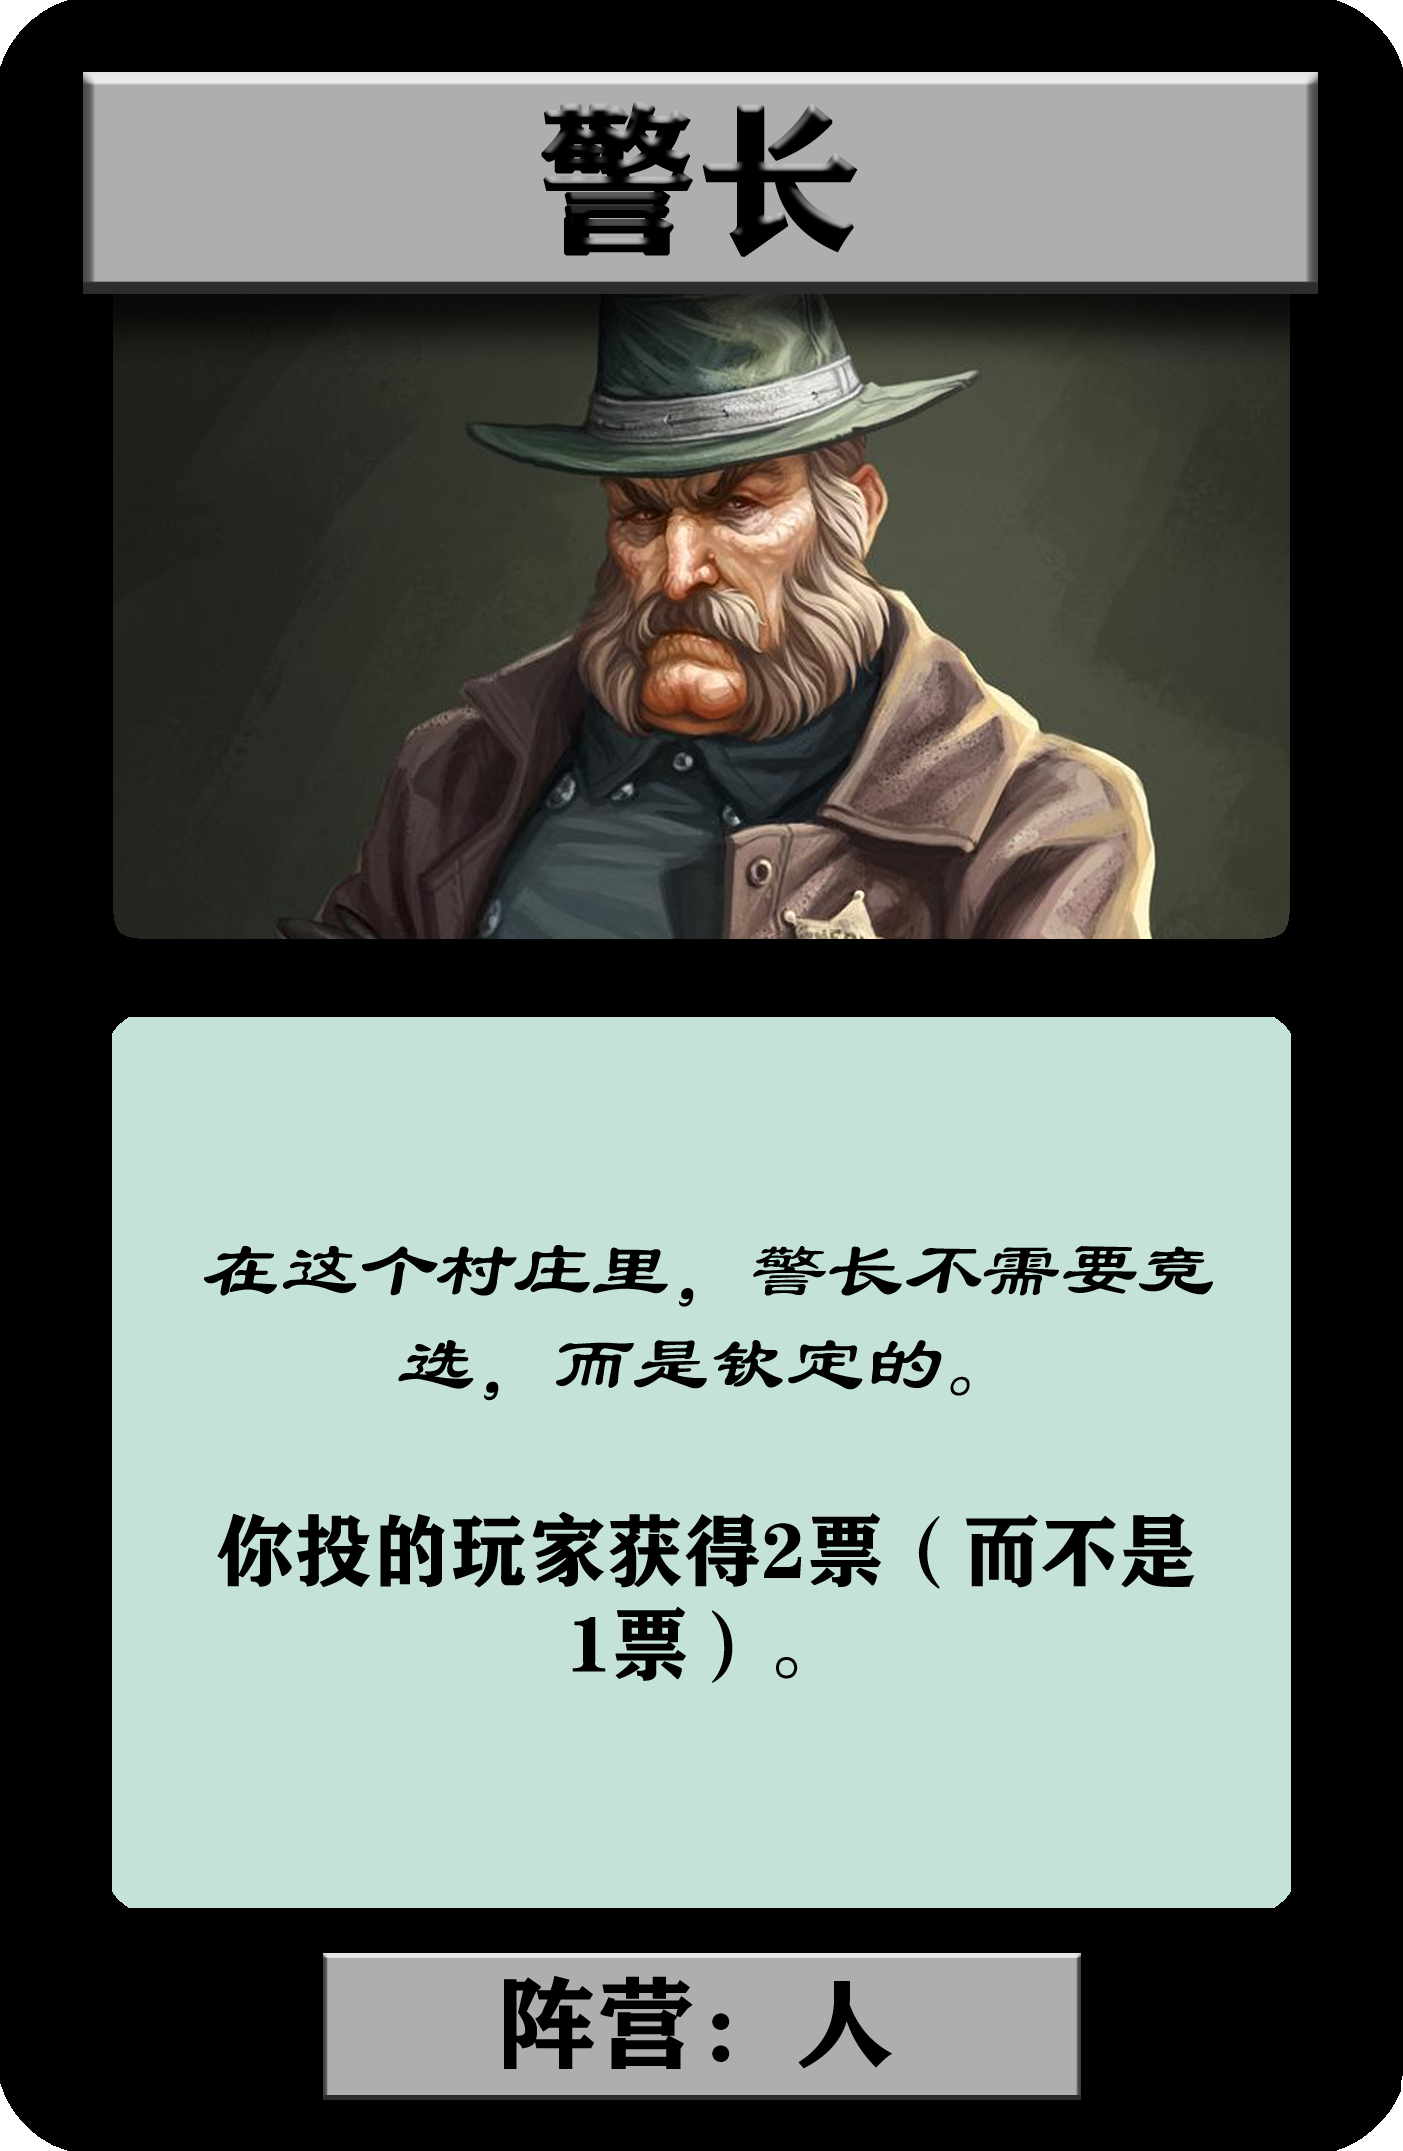 警长
在这个村庄里，警长不需要竞
选，而是钦定的。
你投的玩家获得2票（而不是
1票）。
阵营：人